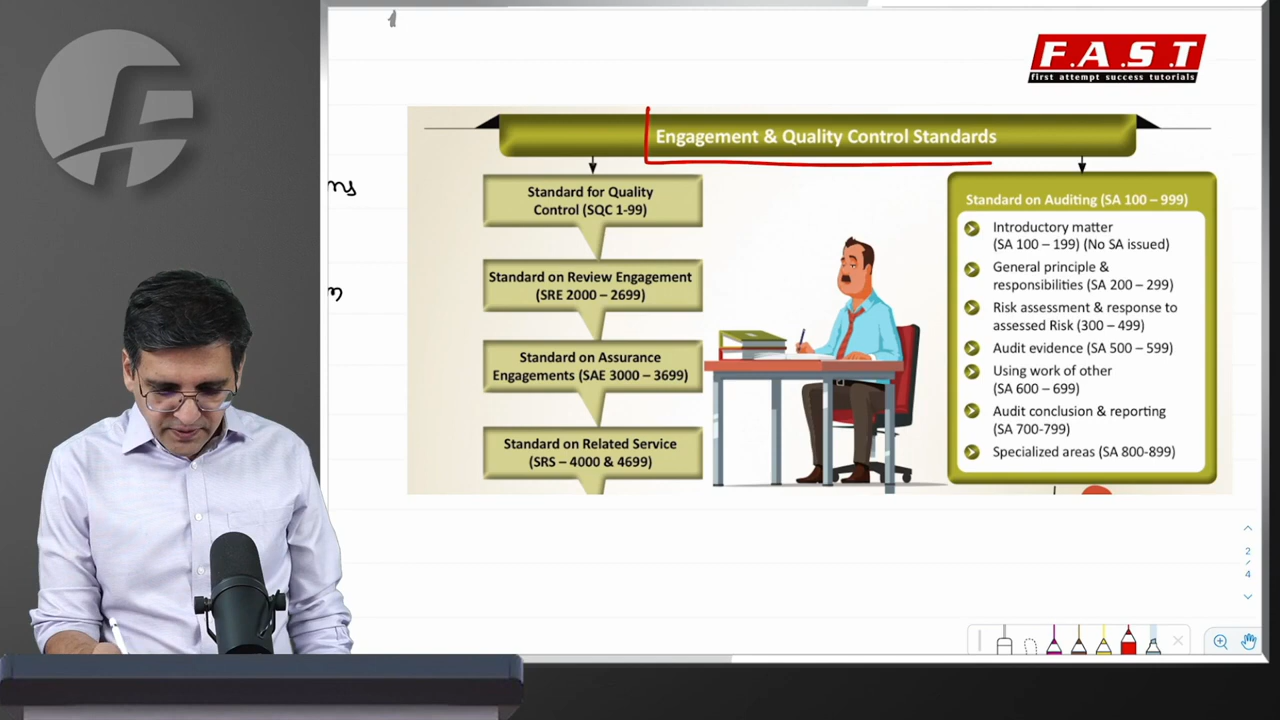 F.A.S.T
first attempt success tutorials
Engagement & Quality Control Standards
Standard for Quality
Control (SQC 1-99)
Standard on Review Engagement
(SRE 2000 – 2699)
Standard on Assurance
Engagements (SAE 3000 – 3699)
Standard on Related Service
(SRS – 4000 & 4699)
Standard on Auditing (SA 100 – 999)
Introductory matter
(SA 100 – 199) (No SA issued)
General principle &
responsibilities (SA 200 – 299)
Risk assessment & response to
assessed Risk (300 – 499)
Audit evidence (SA 500 – 599)
Using work of other
(SA 600 – 699)
Audit conclusion & reporting
(SA 700-799)
Specialized areas (SA 800-899)
2
/
4